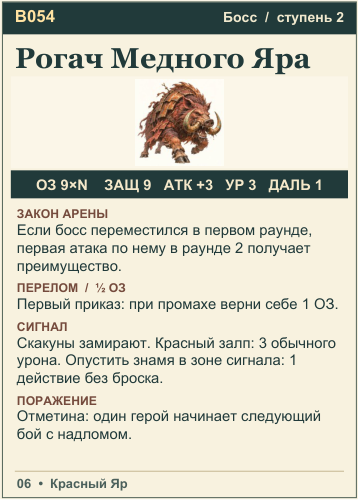 B054
Босс / ступень 2
Рогач Медного Яра
ОЗ 9×N ЗАЩ 9 АТК +3 УР 3 ДАЛЬ 1
ЗАКОН АРЕНЫ
Если босс переместился в первом раунде,
первая атака по нему в раунде 2 получает
преимущество.
ПЕРЕЛОМ / ½ ОЗ
Первый приказ: при промахе верни себе 1 ОЗ.
СИГНАЛ
Скакуны замирают. Красный залп: 3 обычного
урона. Опустить знамя в зоне сигнала: 1
действие без броска.
ПОРАЖЕНИЕ
Отметина: один герой начинает следующий
бой с надломом.
06 • Красный Яр